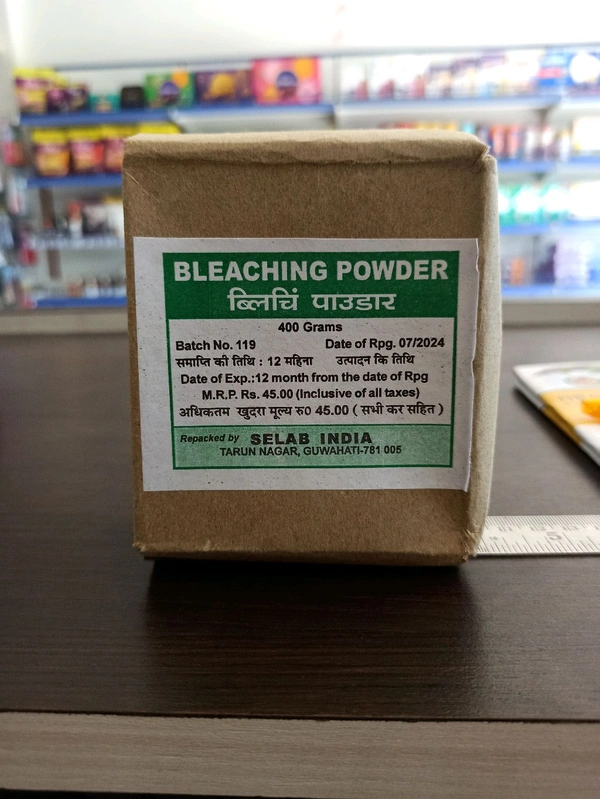 BLEACHING POWDER
ब्लिचिं पाउडार
400 Grams
Batch No. 119 Date of Rpg. 07/2024
समाप्ति की तिथि : 12 महिना उत्पादन कि तिथि
Date of Exp.:12 month from the date of Rpg
M.R.P. Rs. 45.00 (Inclusive of all taxes)
अधिकतम खुदरा मूल्य रु० 45.00 ( सभी कर सहित )
Repacked by SELAB INDIA
TARUN NAGAR, GUWAHATI-781 005